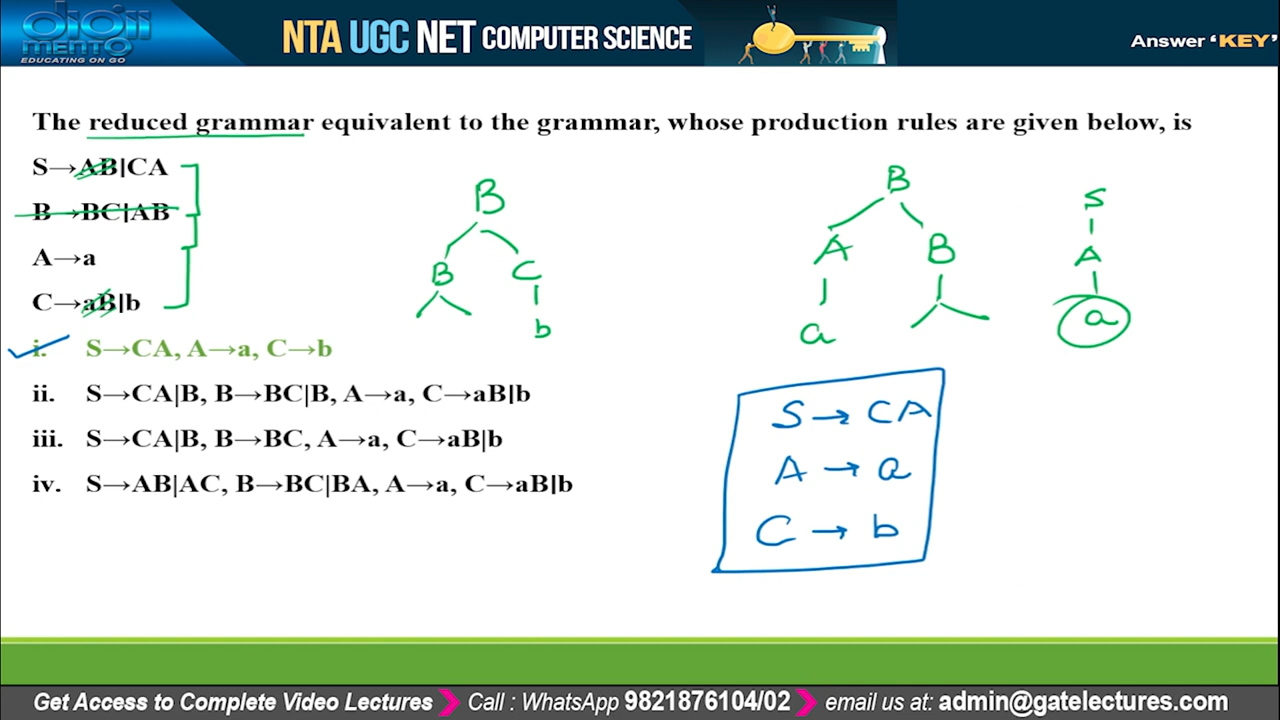 digii
MENTO
EDUCATING ON GO
NTA UGC NET COMPUTER SCIENCE
Answer ‘KEY’
The reduced grammar equivalent to the grammar, whose production rules are given below, is
S→AB|CA
B→BC|AB
A→a
C→aB|b
i. S→CA, A→a, C→b
ii. S→CA|B, B→BC|B, A→a, C→aB|b
iii. S→CA|B, B→BC, A→a, C→aB|b
iv. S→AB|AC, B→BC|BA, A→a, C→aB|b
B
B C
b
B
A B
a
S
A
a
S → CA
A → a
C → b
Get Access to Complete Video Lectures Call : WhatsApp 9821876104/02 email us at: admin@gatelectures.com